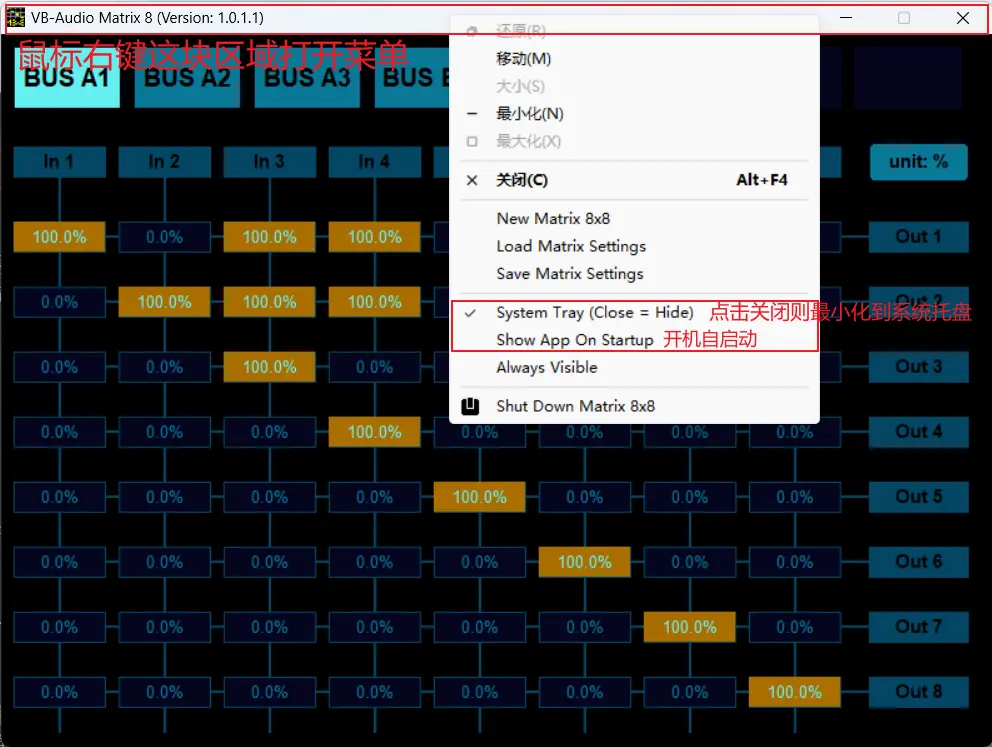 VB-Audio Matrix 8 (Version: 1.0.1.1)
鼠标右键这块区域打开菜单
BUS A1 BUS A2 BUS A3 BUS
还原(R)
移动(M)
大小(S)
最小化(N)
最大化(X)
关闭(C) Alt+F4
New Matrix 8x8
Load Matrix Settings
Save Matrix Settings
System Tray (Close = Hide) 点击关闭则最小化到系统托盘
Show App On Startup 开机自启动
Always Visible
Shut Down Matrix 8x8
In 1 In 2 In 3 In 4 unit: %
100.0% 0.0% 100.0% 100.0% Out 1
0.0% 100.0% 100.0% 100.0% Out 2
0.0% 0.0% 100.0% 0.0% Out 3
0.0% 0.0% 0.0% 100.0% 0.0% 0.0% 0.0% 0.0% Out 4
0.0% 0.0% 0.0% 0.0% 100.0% 0.0% 0.0% 0.0% Out 5
0.0% 0.0% 0.0% 0.0% 0.0% 100.0% 0.0% 0.0% Out 6
0.0% 0.0% 0.0% 0.0% 0.0% 0.0% 100.0% 0.0% Out 7
0.0% 0.0% 0.0% 0.0% 0.0% 0.0% 0.0% 100.0% Out 8